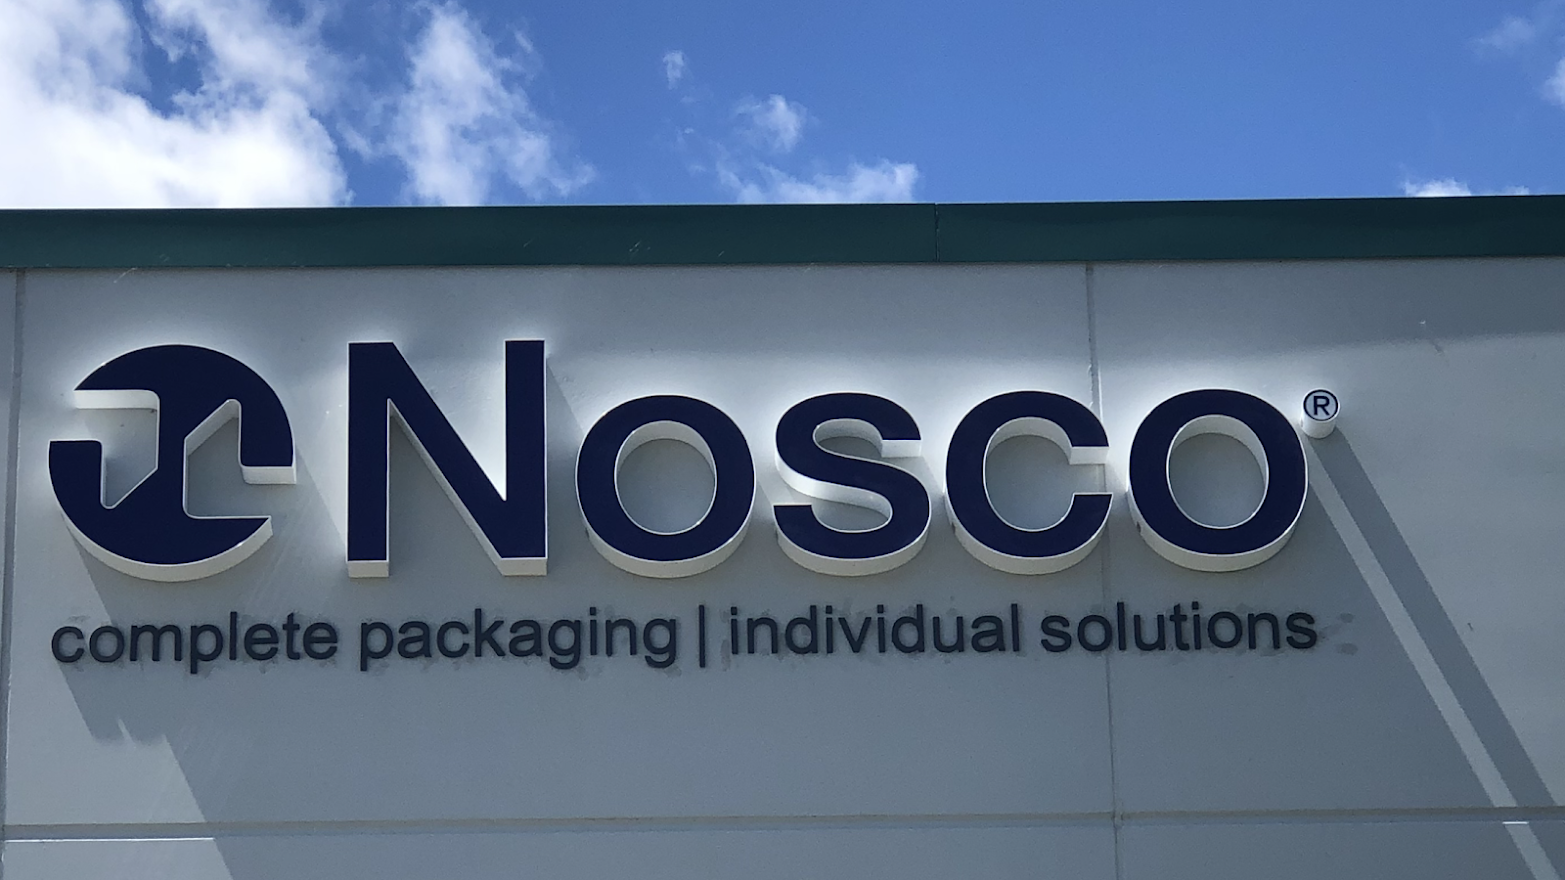 Nosco®
complete packaging | individual solutions